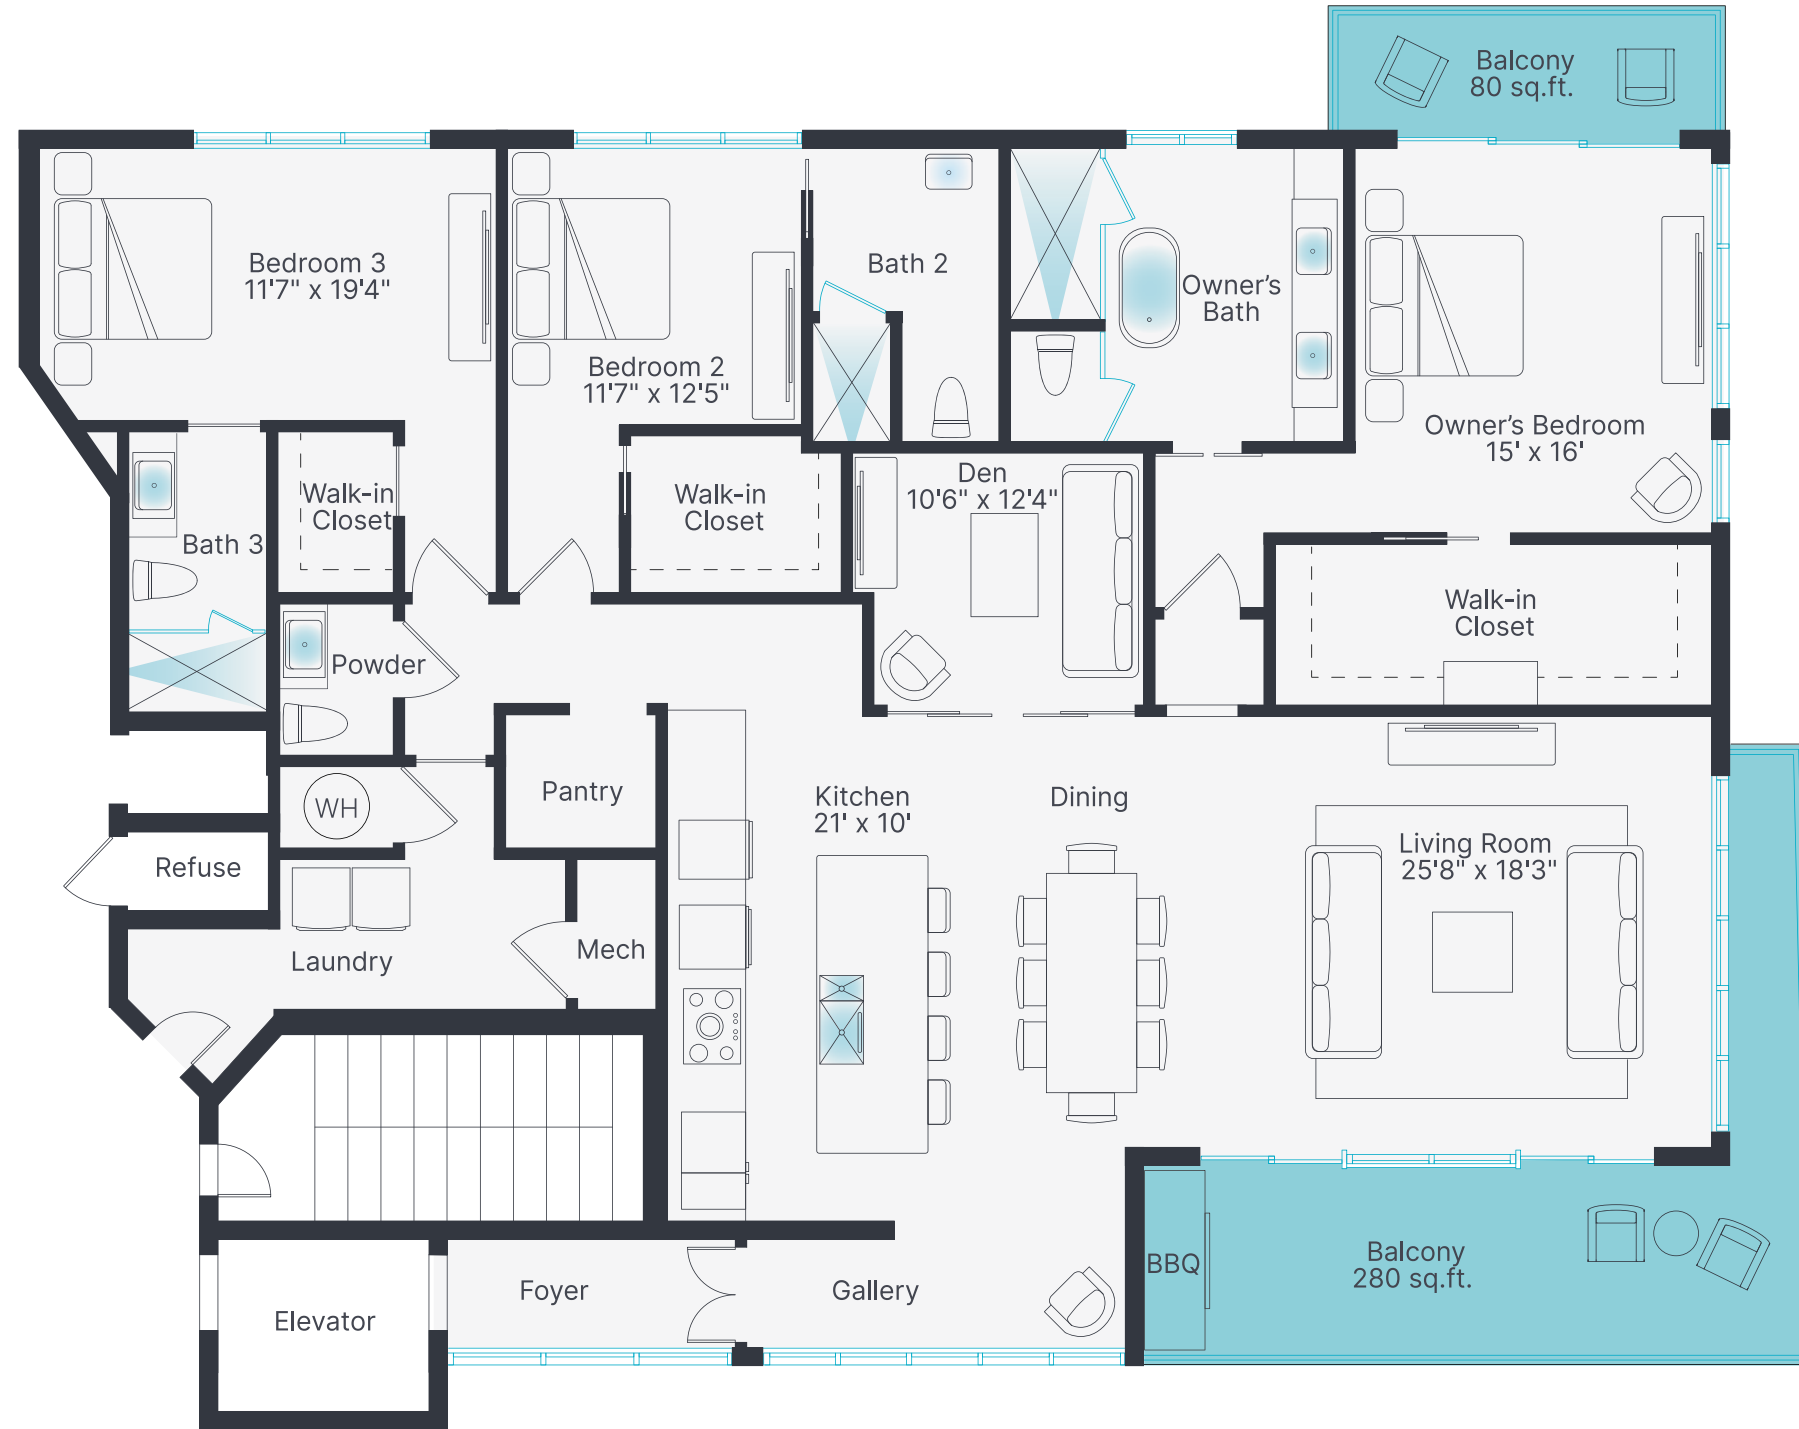 Balcony
80 sq.ft.
Bedroom 3
11'7" x 19'4"
Bath 2
Owner's
Bath
Bedroom 2
11'7" x 12'5"
Owner's Bedroom
15' x 16'
Walk-in
Closet
Walk-in
Closet
Den
10'6" x 12'4"
Bath 3
Walk-in
Closet
Powder
WH
Pantry
Kitchen
21' x 10'
Dining
Living Room
25'8" x 18'3"
Refuse
Laundry
Mech
Foyer
Gallery
BBQ
Balcony
280 sq.ft.
Elevator